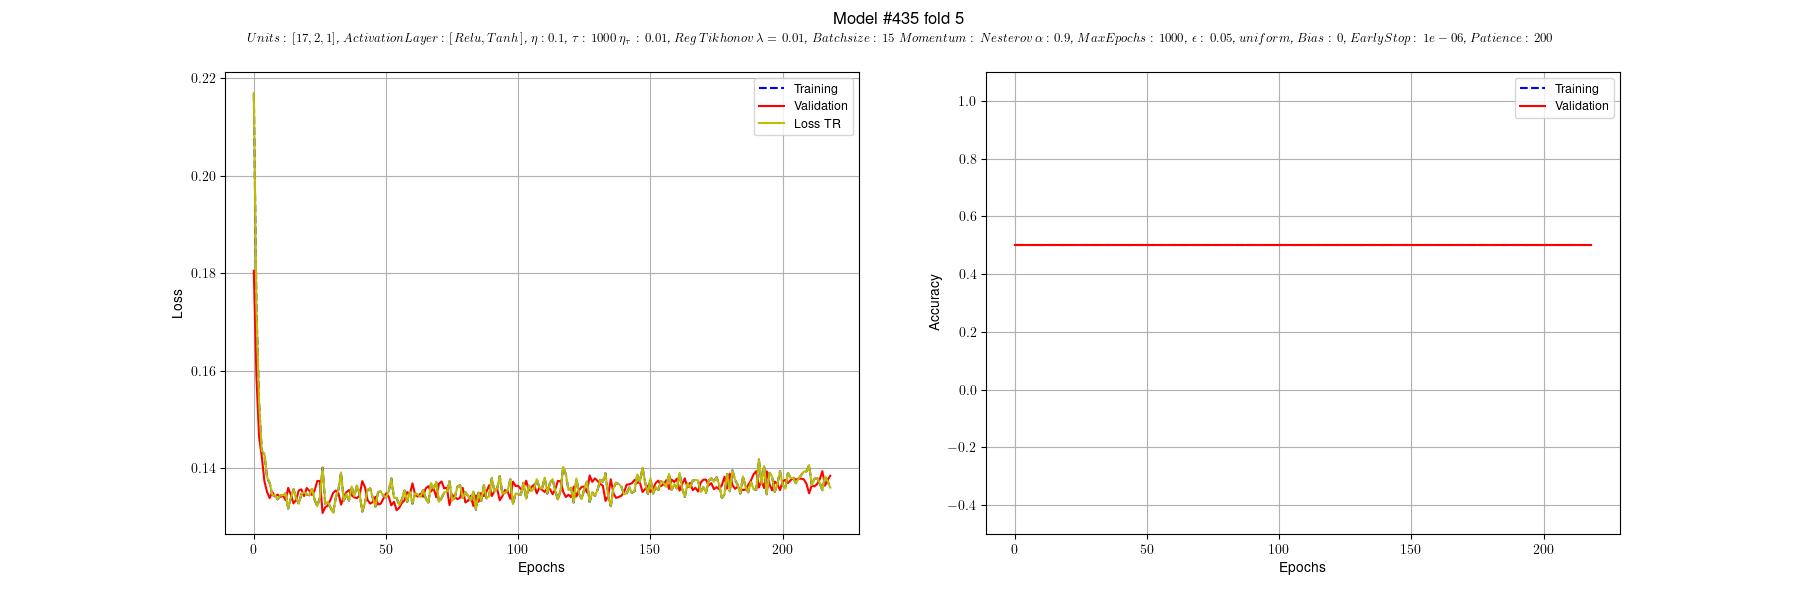 Model #435 fold 5
Units : [17, 2, 1], ActivationLayer : [Relu, Tanh], η : 0.1, τ : 1000 η_τ : 0.01, Reg Tikhonov λ = 0.01, Batchsize : 15 Momentum : Nesterov α : 0.9, MaxEpochs : 1000, ϵ : 0.05, uniform, Bias : 0, EarlyStop : 1e − 06, Patience : 200
0.22
0.20
0.18
0.16
0.14
Loss
Training
Validation
Loss TR
0 50 100 150 200
Epochs
1.0
0.8
0.6
0.4
0.2
0.0
−0.2
−0.4
Accuracy
Training
Validation
0 50 100 150 200
Epochs